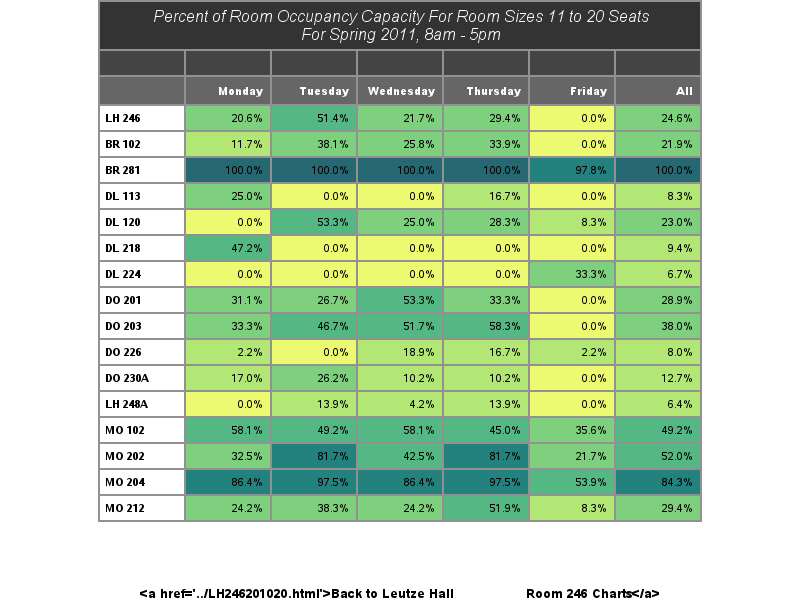 Percent of Room Occupancy Capacity For Room Sizes 11 to 20 Seats
For Spring 2011, 8am - 5pm
Monday Tuesday Wednesday Thursday Friday All
LH 246 20.6% 51.4% 21.7% 29.4% 0.0% 24.6%
BR 102 11.7% 38.1% 25.8% 33.9% 0.0% 21.9%
BR 281 100.0% 100.0% 100.0% 100.0% 97.8% 100.0%
DL 113 25.0% 0.0% 0.0% 16.7% 0.0% 8.3%
DL 120 0.0% 53.3% 25.0% 28.3% 8.3% 23.0%
DL 218 47.2% 0.0% 0.0% 0.0% 0.0% 9.4%
DL 224 0.0% 0.0% 0.0% 0.0% 33.3% 6.7%
DO 201 31.1% 26.7% 53.3% 33.3% 0.0% 28.9%
DO 203 33.3% 46.7% 51.7% 58.3% 0.0% 38.0%
DO 226 2.2% 0.0% 18.9% 16.7% 2.2% 8.0%
DO 230A 17.0% 26.2% 10.2% 10.2% 0.0% 12.7%
LH 248A 0.0% 13.9% 4.2% 13.9% 0.0% 6.4%
MO 102 58.1% 49.2% 58.1% 45.0% 35.6% 49.2%
MO 202 32.5% 81.7% 42.5% 81.7% 21.7% 52.0%
MO 204 86.4% 97.5% 86.4% 97.5% 53.9% 84.3%
MO 212 24.2% 38.3% 24.2% 51.9% 8.3% 29.4%
<a href='../LH246201020.html'>Back to Leutze Hall Room 246 Charts</a>